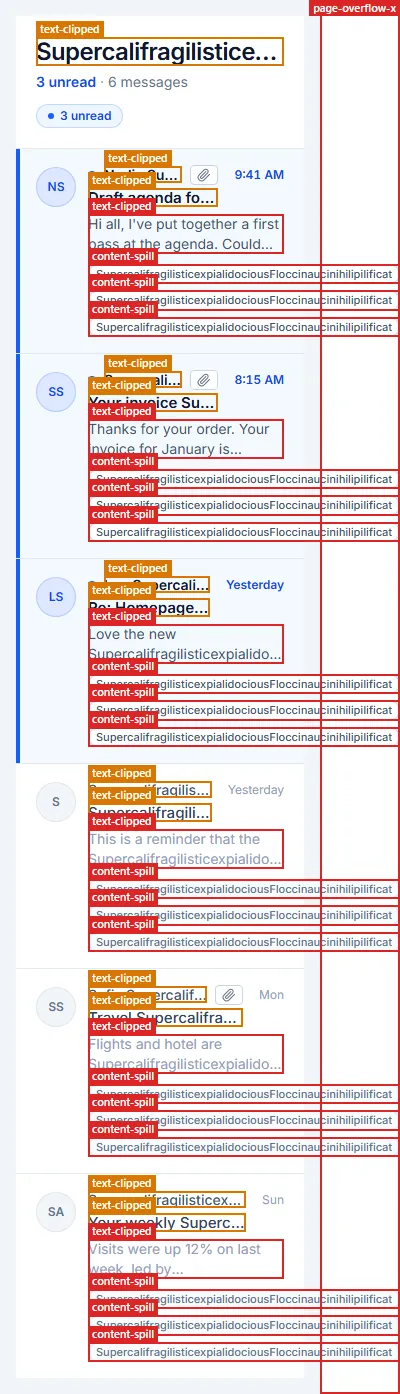 page-overflow-x
text-clipped
Supercalifragilistice...
3 unread · 6 messages
3 unread
text-clipped
NS
9:41 AM
text-clipped
Draft agenda fo...
text-clipped
Hi all, I've put together a first
pass at the agenda. Could...
content-spill
SupercalifragilisticexpialidociousFloccinaucinihilipilificat
content-spill
SupercalifragilisticexpialidociousFloccinaucinihilipilificat
content-spill
SupercalifragilisticexpialidociousFloccinaucinihilipilificat
text-clipped
SS
8:15 AM
text-clipped
Your invoice Su...
text-clipped
Thanks for your order. Your
invoice for January is...
content-spill
SupercalifragilisticexpialidociousFloccinaucinihilipilificat
content-spill
SupercalifragilisticexpialidociousFloccinaucinihilipilificat
content-spill
SupercalifragilisticexpialidociousFloccinaucinihilipilificat
text-clipped
LS
Supercali...
Yesterday
text-clipped
Re: Homepage...
text-clipped
Love the new
Supercalifragilisticexpialido...
content-spill
SupercalifragilisticexpialidociousFloccinaucinihilipilificat
content-spill
SupercalifragilisticexpialidociousFloccinaucinihilipilificat
content-spill
SupercalifragilisticexpialidociousFloccinaucinihilipilificat
text-clipped
S
Supercalifragilis...
Yesterday
text-clipped
Supercalifragili...
text-clipped
This is a reminder that the
Supercalifragilisticexpialido...
content-spill
SupercalifragilisticexpialidociousFloccinaucinihilipilificat
content-spill
SupercalifragilisticexpialidociousFloccinaucinihilipilificat
content-spill
SupercalifragilisticexpialidociousFloccinaucinihilipilificat
text-clipped
SS
Supercalif...
Mon
text-clipped
Travel Supercalifra...
text-clipped
Flights and hotel are
Supercalifragilisticexpialido...
content-spill
SupercalifragilisticexpialidociousFloccinaucinihilipilificat
content-spill
SupercalifragilisticexpialidociousFloccinaucinihilipilificat
content-spill
SupercalifragilisticexpialidociousFloccinaucinihilipilificat
text-clipped
SA
Supercalifragilisticex...
Sun
text-clipped
Your weekly Superc...
text-clipped
Visits were up 12% on last
week, led by...
content-spill
SupercalifragilisticexpialidociousFloccinaucinihilipilificat
content-spill
SupercalifragilisticexpialidociousFloccinaucinihilipilificat
content-spill
SupercalifragilisticexpialidociousFloccinaucinihilipilificat